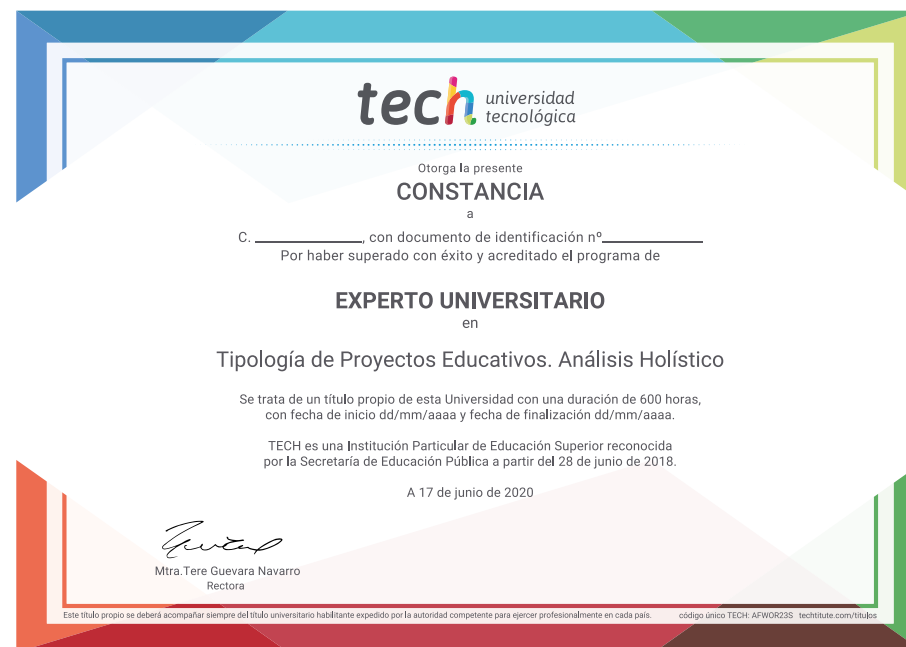 tech universidad
tecnológica
Otorga la presente
CONSTANCIA
a
C. ____________, con documento de identificación nº____________
Por haber superado con éxito y acreditado el programa de
EXPERTO UNIVERSITARIO
en
Tipología de Proyectos Educativos. Análisis Holístico
Se trata de un título propio de esta Universidad con una duración de 600 horas,
con fecha de inicio dd/mm/aaaa y fecha de finalización dd/mm/aaaa.
TECH es una Institución Particular de Educación Superior reconocida
por la Secretaría de Educación Pública a partir del 28 de junio de 2018.
A 17 de junio de 2020
Mtra.Tere Guevara Navarro
Rectora
Este título propio se deberá acompañar siempre del título universitario habilitante expedido por la autoridad competente para ejercer profesionalmente en cada país. código único TECH: AFWOR23S techtitute.com/titulos